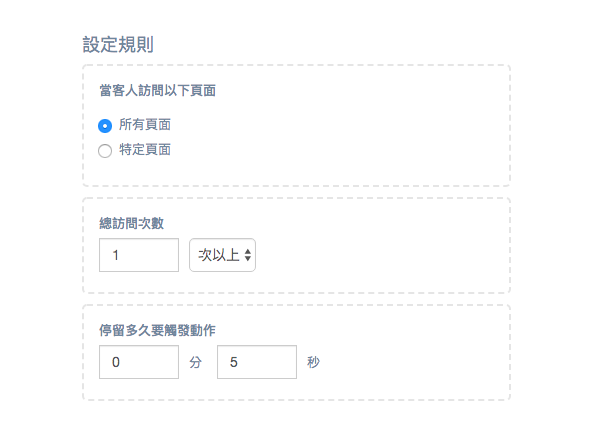 設定規則
當客人訪問以下頁面
所有頁面
特定頁面
總訪問次數
1 次以上
停留多久要觸發動作
0 分 5 秒